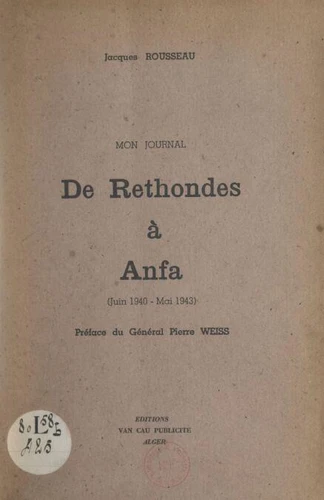 Jacques ROUSSEAU
MON JOURNAL
De Rethondes
à
Anfa
(Juin 1940 - Mai 1943)
Préface du Général Pierre WEISS
EDITIONS
VAN CAU PUBLICITE
ALGER